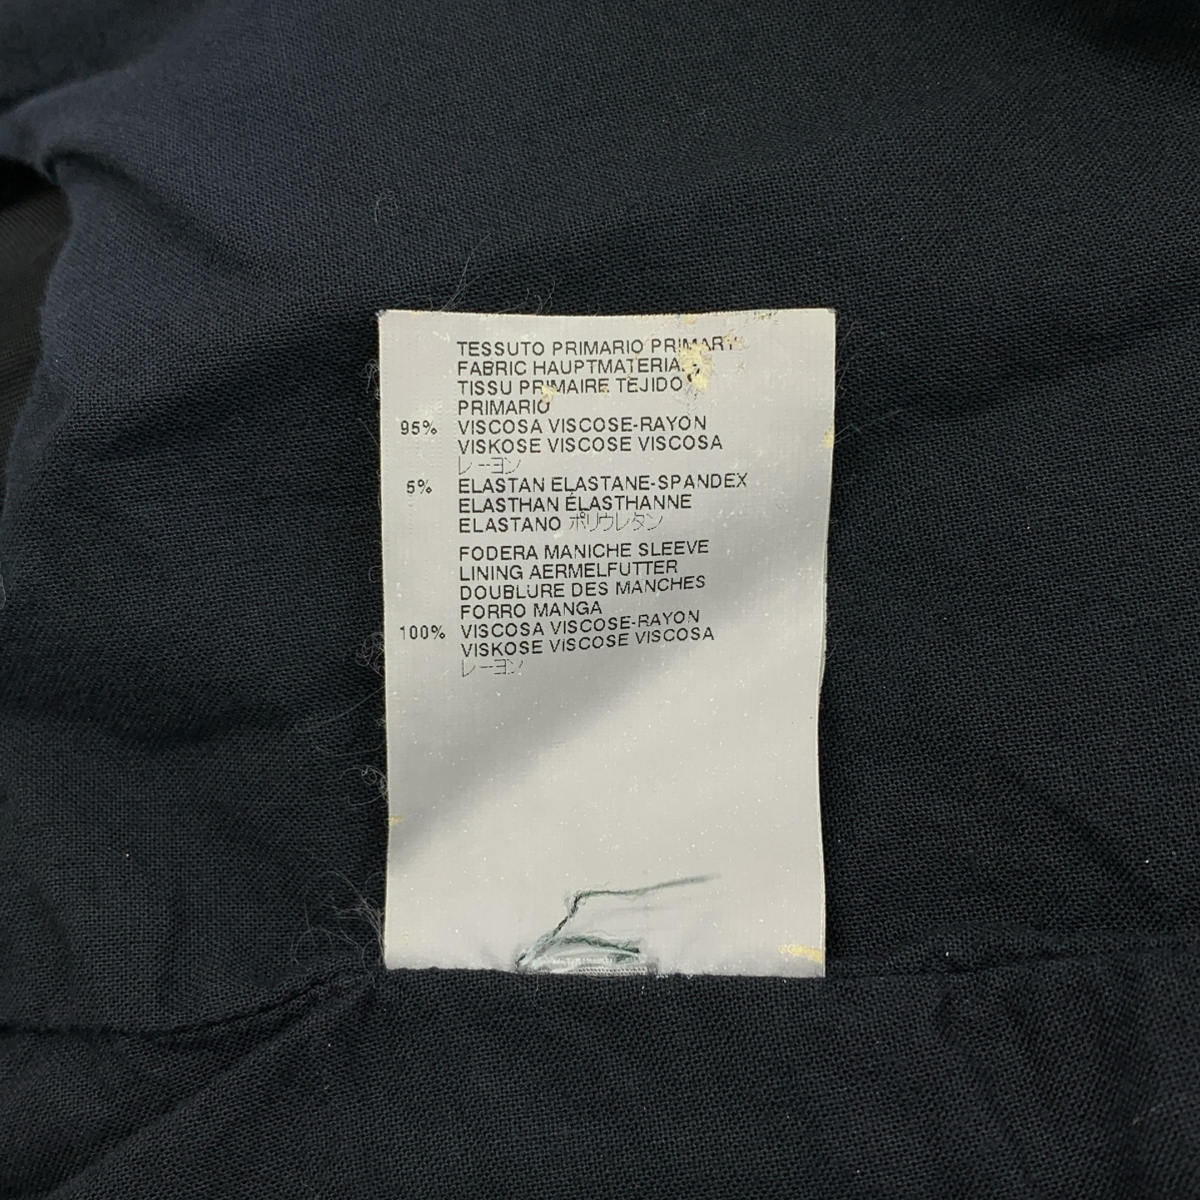 TESSUTO PRIMARIO PRIMARY
FABRIC HAUPTMATERIAL
TISSU PRIMAIRE TEJIDO
PRIMARIO
95% VISCOSA VISCOSE-RAYON
VISKOSE VISCOSE VISCOSA
レーヨン
5% ELASTAN ELASTANE-SPANDEX
ELASTHAN ÉLASTHANNE
ELASTANO ポリウレタン
FODERA MANICHE SLEEVE
LINING AERMELFUTTER
DOUBLURE DES MANCHES
FORRO MANGA
100% VISCOSA VISCOSE-RAYON
VISKOSE VISCOSE VISCOSA
レーヨン